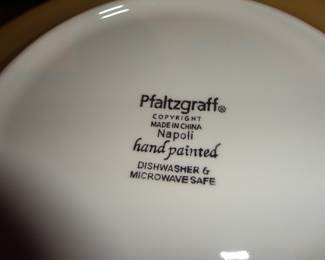 Pfaltzgraff®
COPYRIGHT
MADE IN CHINA
Napoli
hand painted
DISHWASHER &
MICROWAVE SAFE